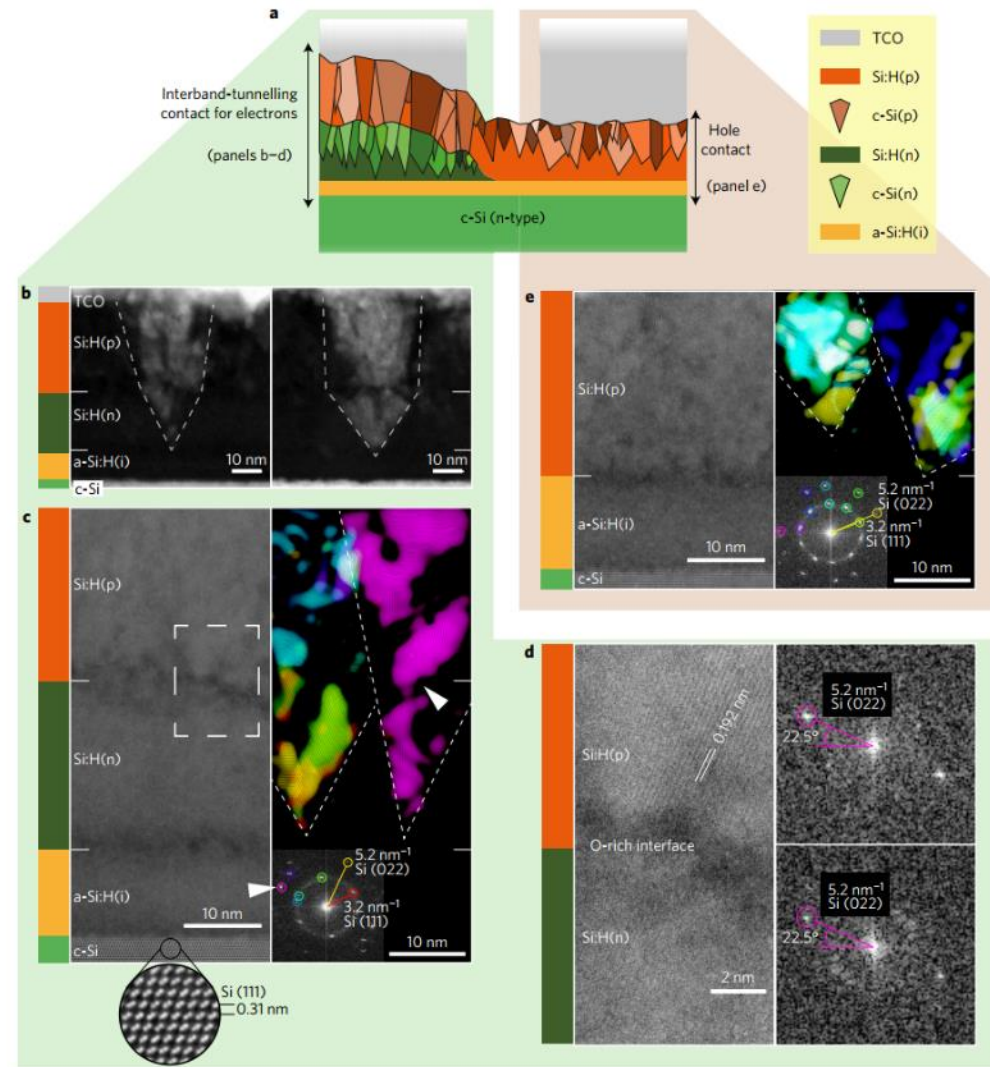 a
Interband-tunnelling
contact for electrons
(panels b–d)
Hole
contact
(panel e)
c-Si (n-type)
TCO
Si:H(p)
c-Si(p)
Si:H(n)
c-Si(n)
a-Si:H(i)
b
TCO
Si:H(p)
Si:H(n)
a-Si:H(i)
c-Si
10 nm
10 nm
c
Si:H(p)
Si:H(n)
a-Si:H(i)
c-Si
10 nm
5.2 nm⁻¹
Si (022)
3.2 nm⁻¹
Si (111)
10 nm
Si (111)
0.31 nm
e
Si:H(p)
a-Si:H(i)
c-Si
10 nm
5.2 nm⁻¹
Si (022)
3.2 nm⁻¹
Si (111)
10 nm
d
Si:H(p)
0.192 nm
O-rich interface
Si:H(n)
2 nm
5.2 nm⁻¹
Si (022)
22.5°
5.2 nm⁻¹
Si (022)
22.5°